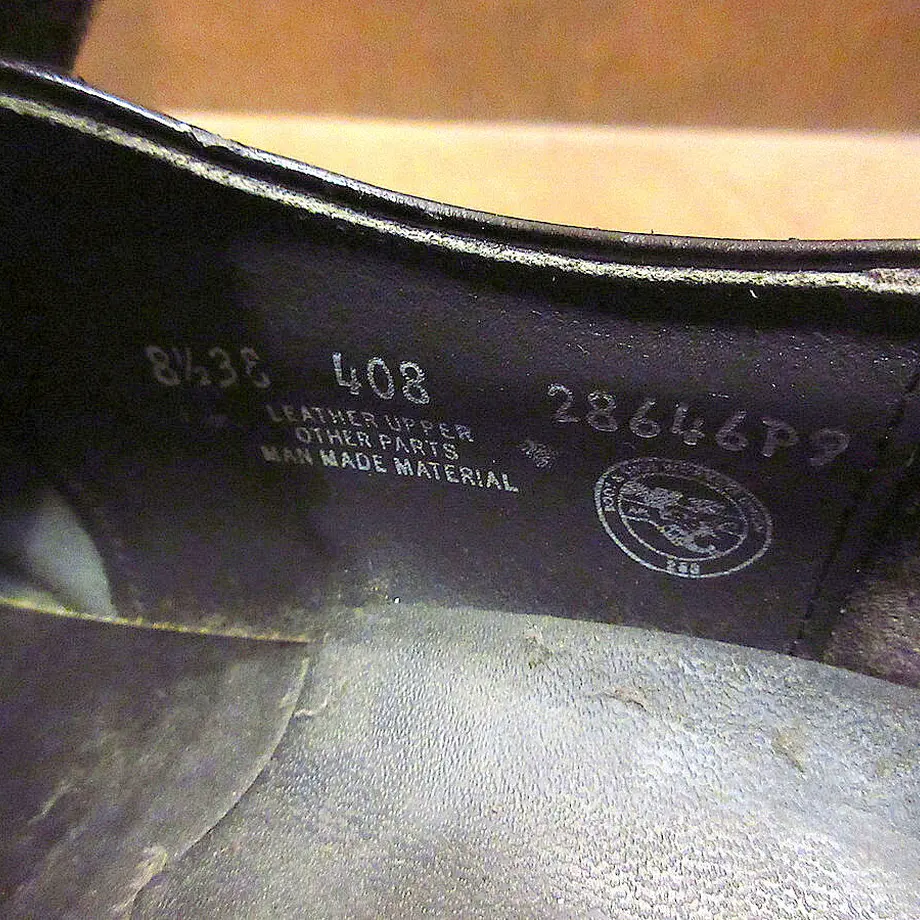 8½3E 408 28646P9
LEATHER UPPER
OTHER PARTS
MAN MADE MATERIAL